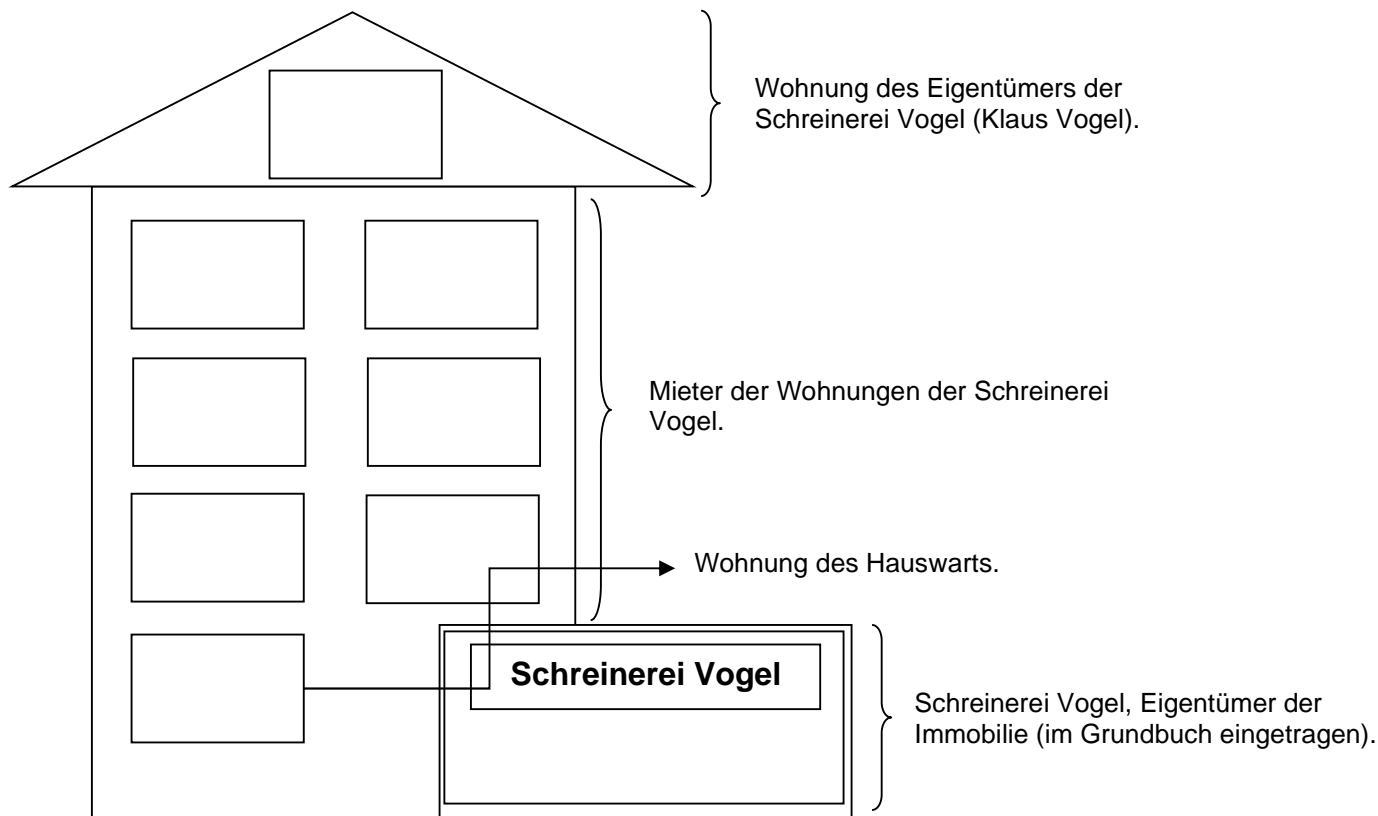 Wohnung des Eigentümers der
Schreinerei Vogel (Klaus Vogel).
Mieter der Wohnungen der Schreinerei
Vogel.
Wohnung des Hauswarts.
Schreinerei Vogel
Schreinerei Vogel, Eigentümer der
Immobilie (im Grundbuch eingetragen).